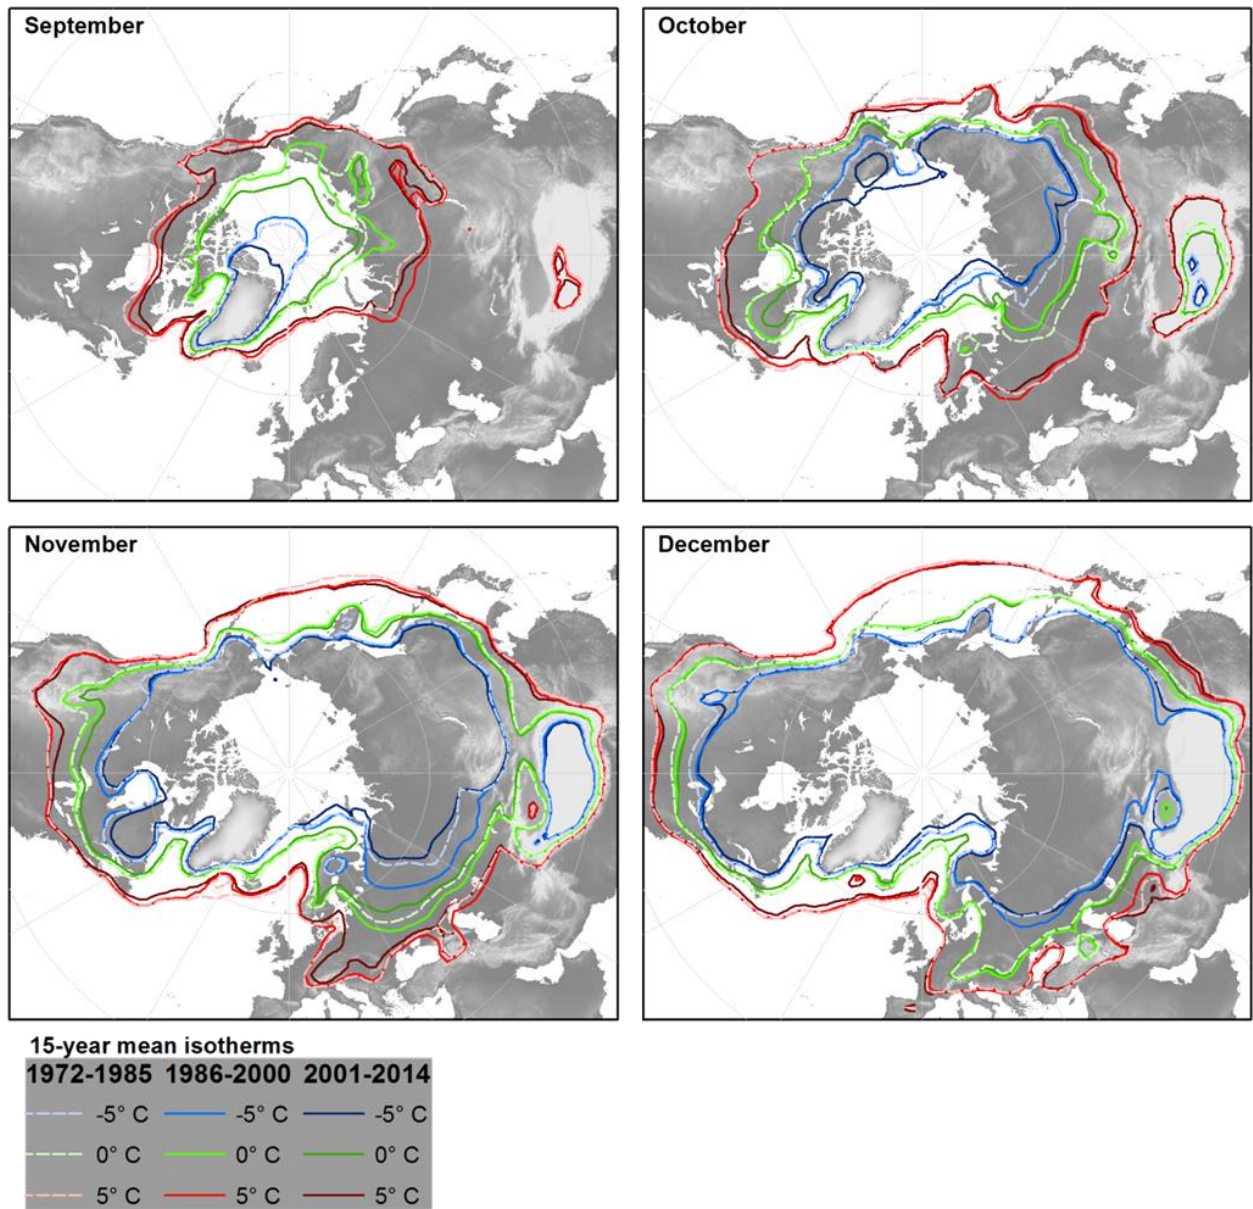 September
October
November
December
15-year mean isotherms
1972-1985 1986-2000 2001-2014
-5° C -5° C -5° C
0° C 0° C 0° C
5° C 5° C 5° C